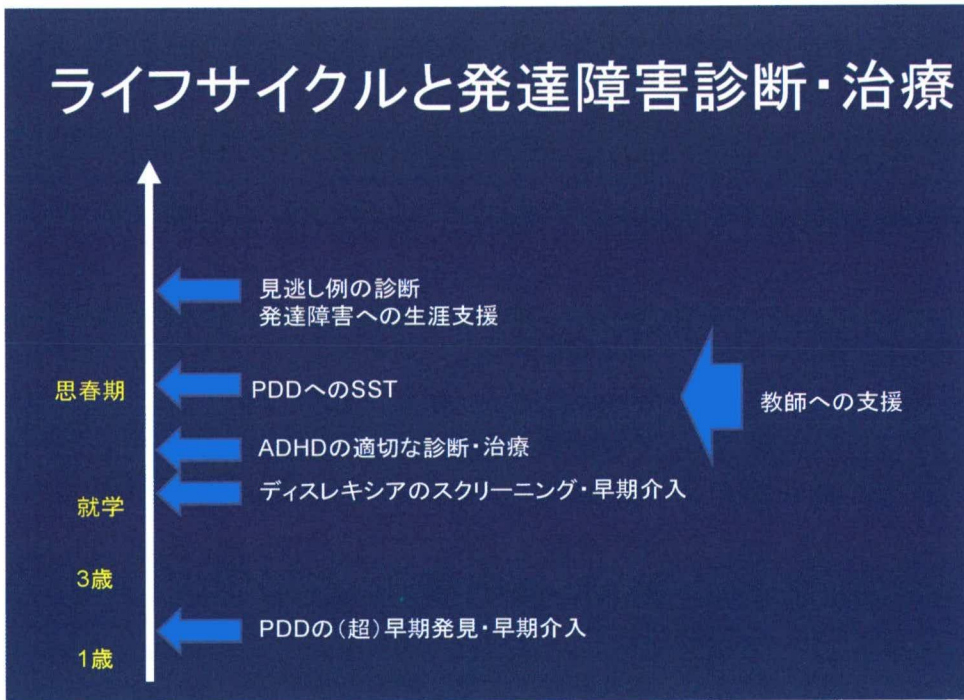 ライフサイクルと発達障害診断・治療
見逃し例の診断
発達障害への生涯支援
思春期
PDDへのSST
教師への支援
ADHDの適切な診断・治療
ディスレキシアのスクリーニング・早期介入
就学
3歳
PDDの(超)早期発見・早期介入
1歳